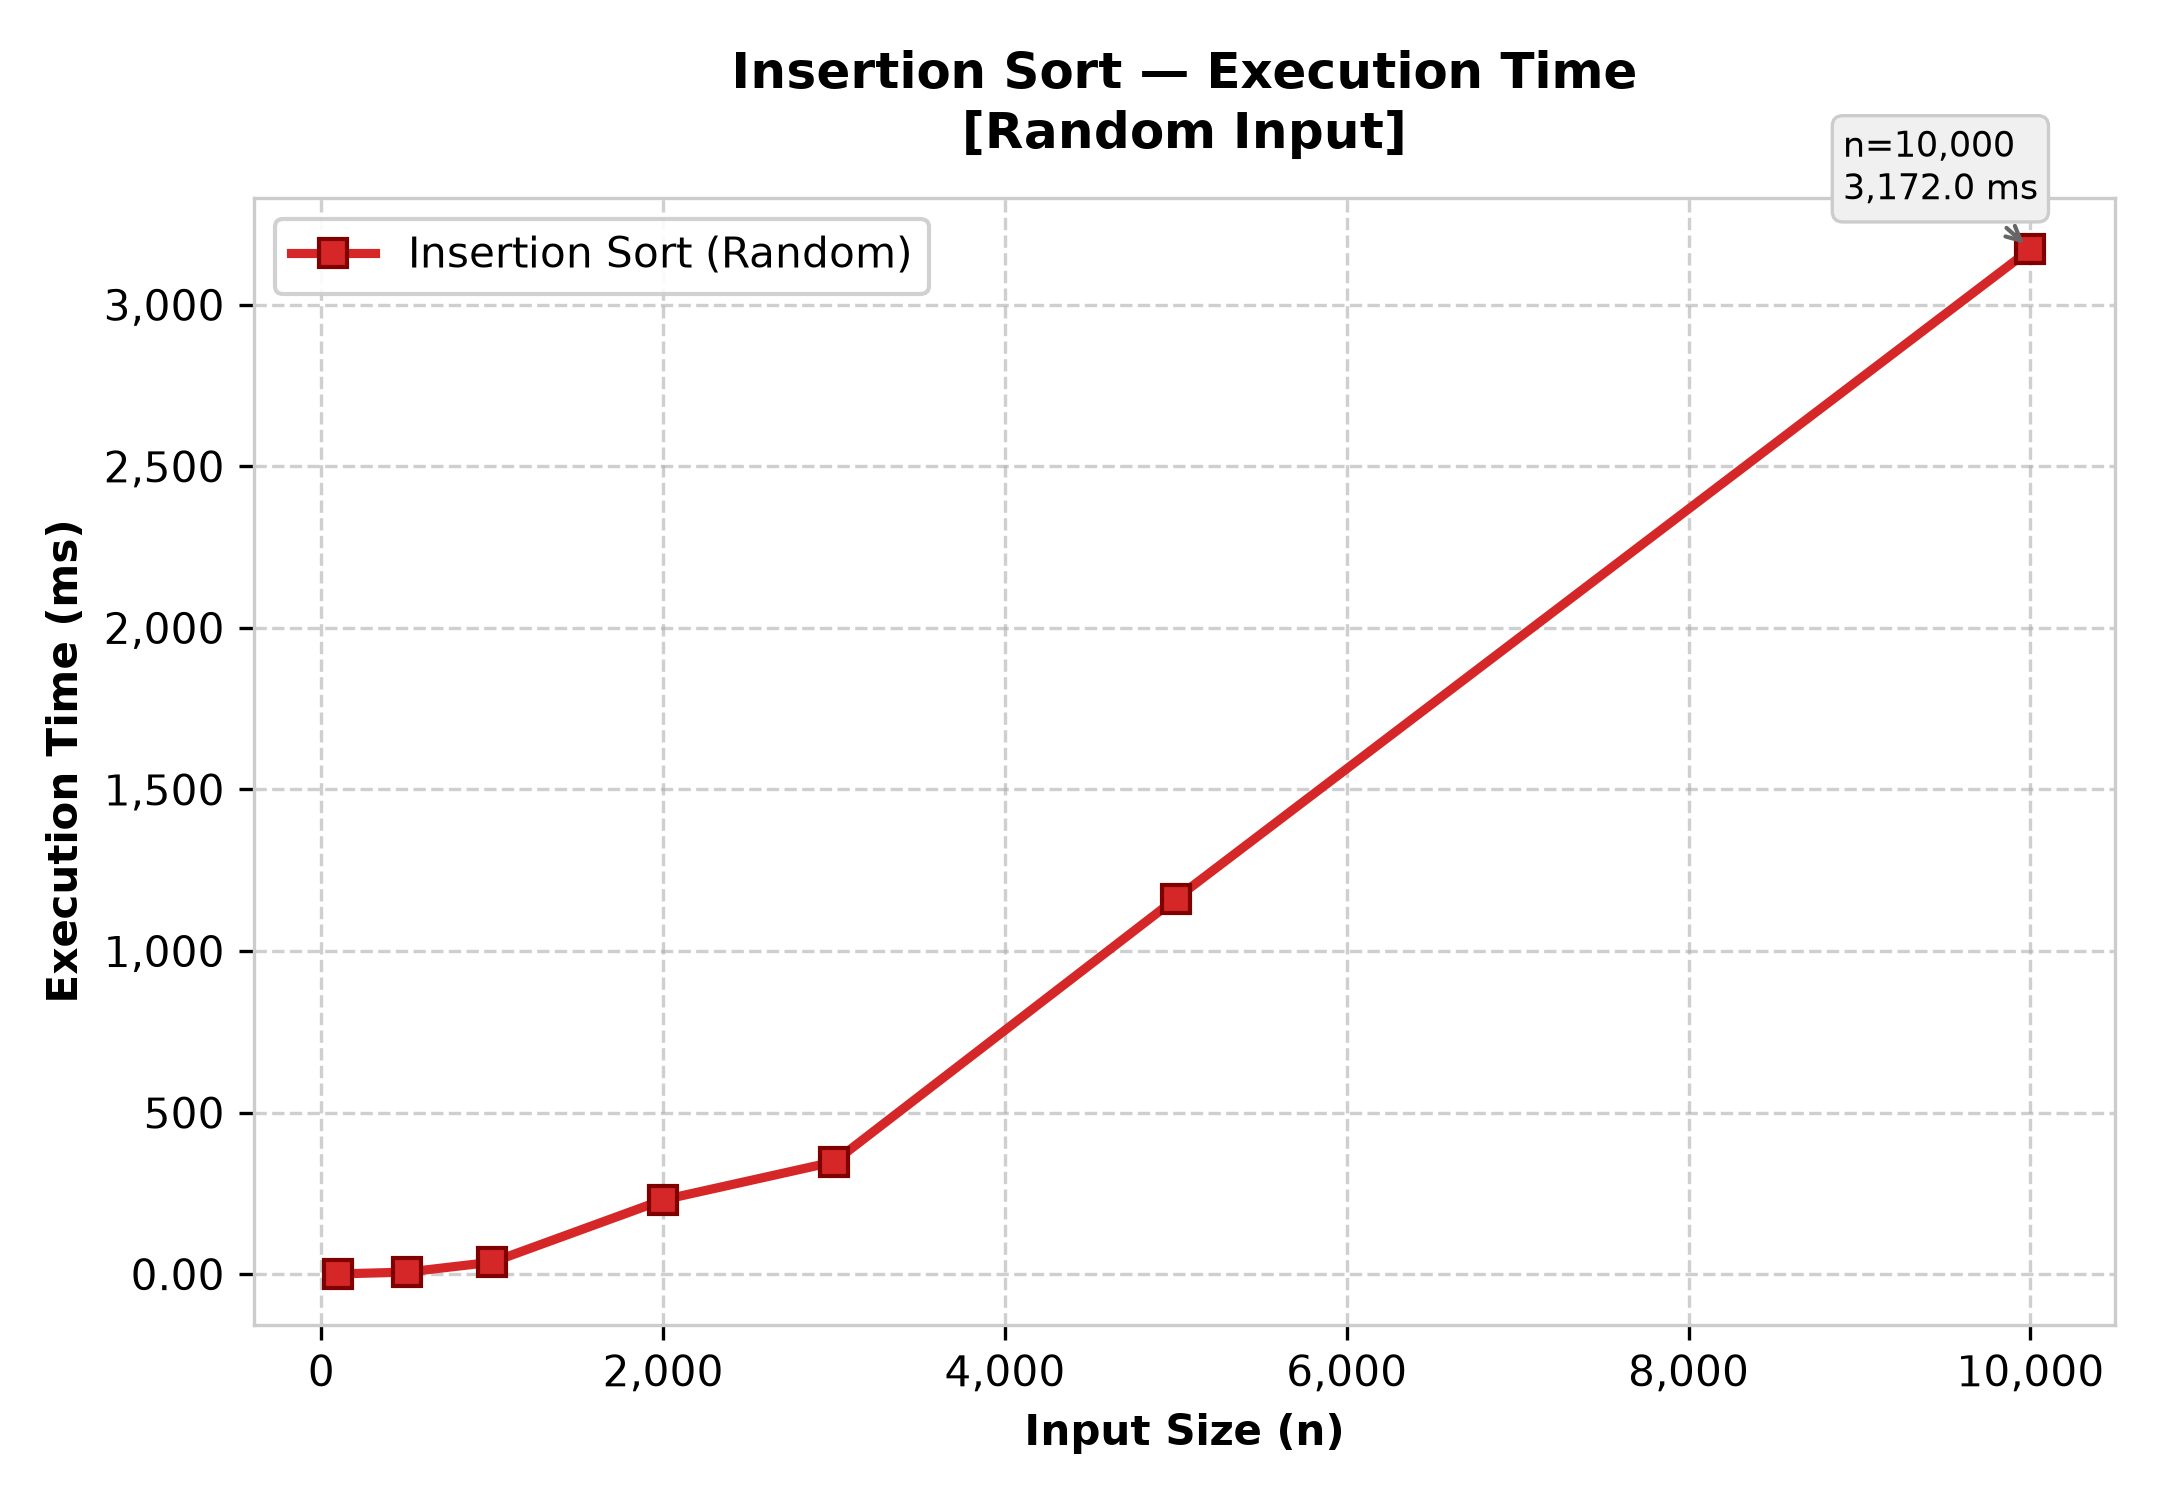 Insertion Sort — Execution Time
[Random Input]
n=10,000
3,172.0 ms
Insertion Sort (Random)
Execution Time (ms)
3,000
2,500
2,000
1,500
1,000
500
0.00
0
2,000
4,000
6,000
8,000
10,000
Input Size (n)